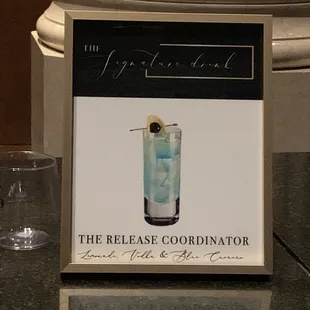 THE Signature drink
THE RELEASE COORDINATOR
Lemonade, Vodka & Blue Curacao